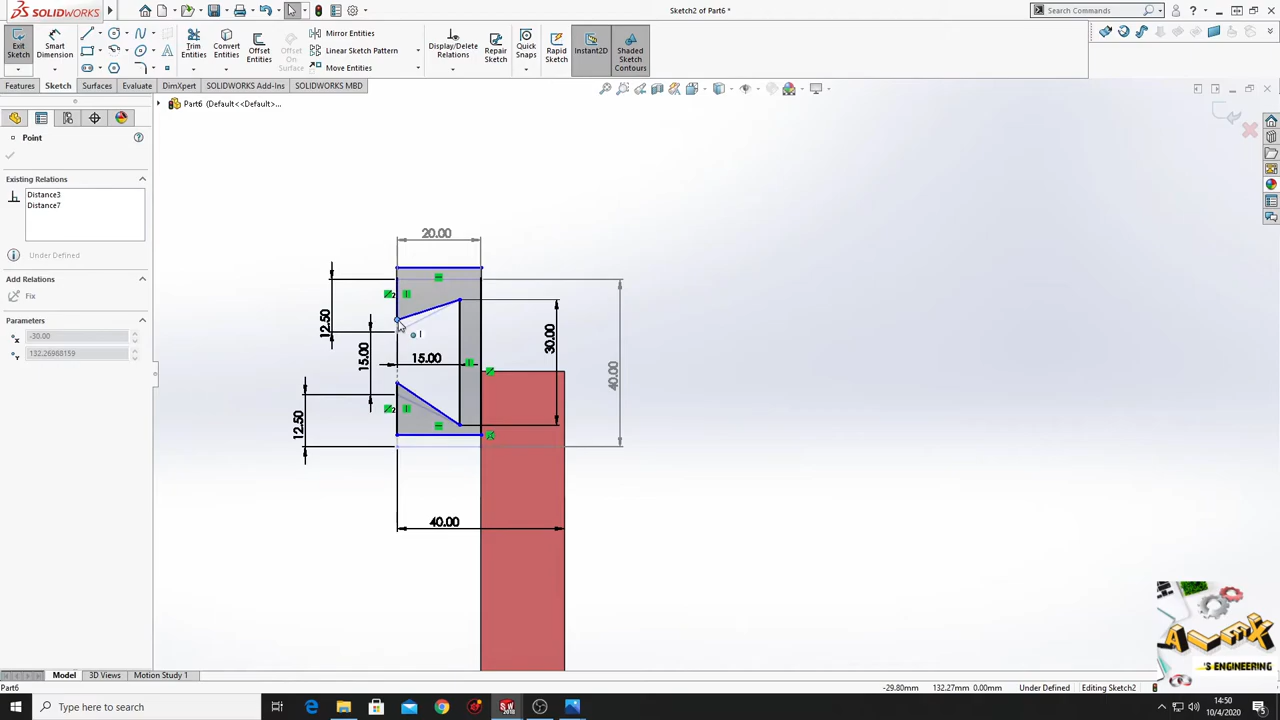 SOLIDWORKS
Sketch2 of Part6 *
Search Commands
Exit Sketch
Smart Dimension
Trim Entities
Convert Entities
Offset Entities
Offset On Surface
Mirror Entities
Linear Sketch Pattern
Move Entities
Display/Delete Relations
Repair Sketch
Quick Snaps
Rapid Sketch
Instant2D
Shaded Sketch Contours
Features
Sketch
Surfaces
Evaluate
DimXpert
SOLIDWORKS Add-Ins
SOLIDWORKS MBD
Part6 (Default<<Default>...
Point
Existing Relations
Distance3
Distance7
Under Defined
Add Relations
Fix
Parameters
-30.00
132.26988159
20.00
12.50
15.00
15.00
30.00
40.00
12.50
40.00
ALMX
'S ENGINEERING
Model
3D Views
Motion Study 1
Part6
-29.80mm
132.27mm
0.00mm
Under Defined
Editing Sketch2
Type here to search
SW
2018
14:50
10/4/2020